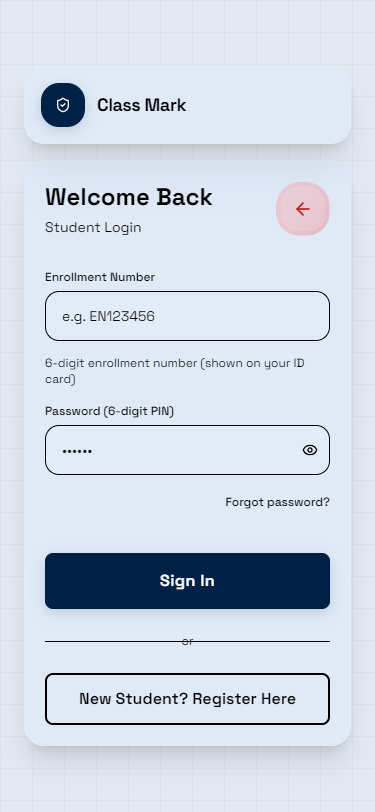 Class Mark
Welcome Back
Student Login
Enrollment Number
e.g. EN123456
6-digit enrollment number (shown on your ID
card)
Password (6-digit PIN)
••••••
Forgot password?
Sign In
or
New Student? Register Here